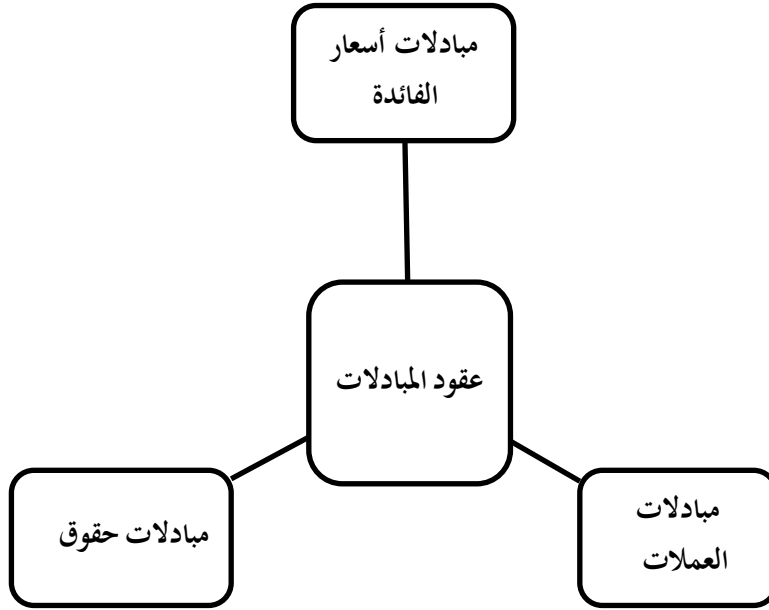 مبادلات أسعار
الفائدة
عقود المبادلات
مبادلات
العملات
مبادلات حقوق